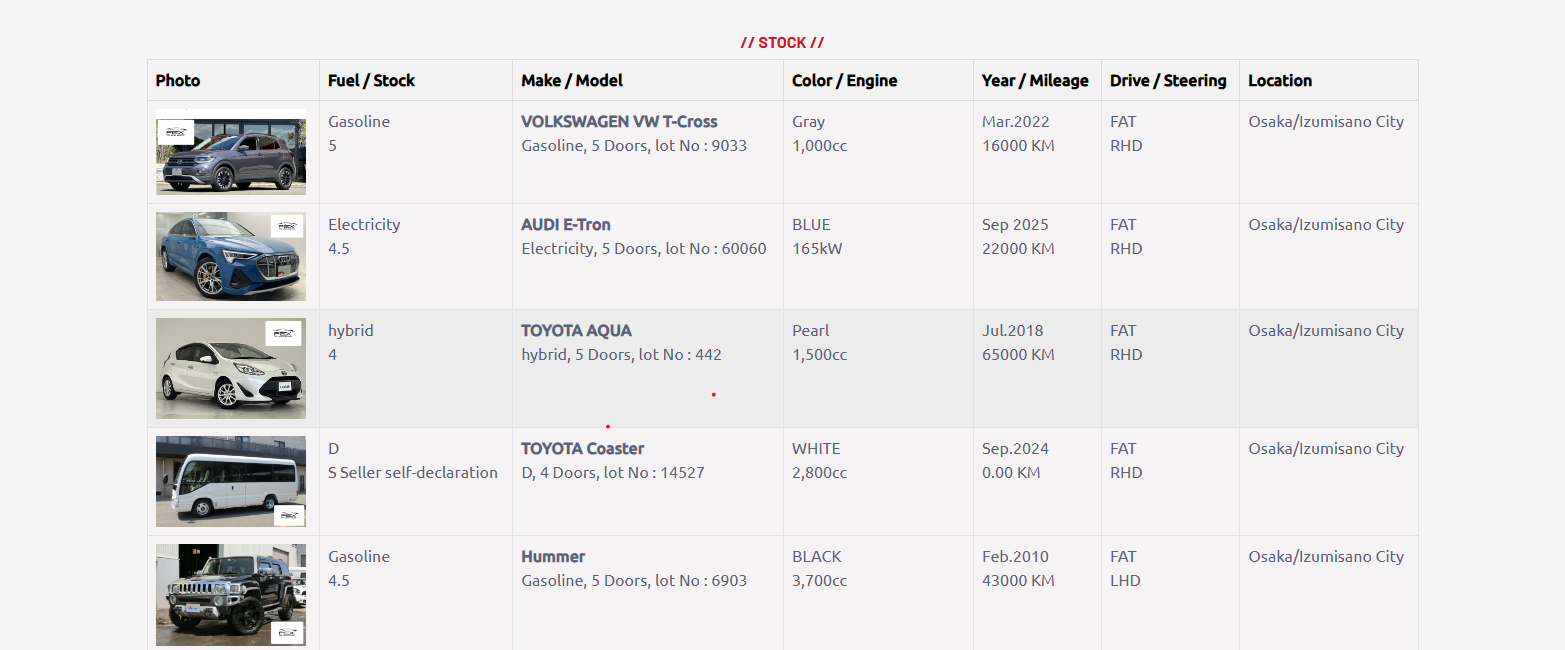 // STOCK //
Photo
Fuel / Stock
Make / Model
Color / Engine
Year / Mileage
Drive / Steering
Location
Gasoline
5
VOLKSWAGEN VW T-Cross
Gasoline, 5 Doors, lot No : 9033
Gray
1,000cc
Mar.2022
16000 KM
FAT
RHD
Osaka/Izumisano City
Electricity
4.5
AUDI E-Tron
Electricity, 5 Doors, lot No : 60060
BLUE
165kW
Sep 2025
22000 KM
FAT
RHD
Osaka/Izumisano City
hybrid
4
TOYOTA AQUA
hybrid, 5 Doors, lot No : 442
Pearl
1,500cc
Jul.2018
65000 KM
FAT
RHD
Osaka/Izumisano City
D
S Seller self-declaration
TOYOTA Coaster
D, 4 Doors, lot No : 14527
WHITE
2,800cc
Sep.2024
0.00 KM
FAT
RHD
Osaka/Izumisano City
Gasoline
4.5
Hummer
Gasoline, 5 Doors, lot No : 6903
BLACK
3,700cc
Feb.2010
43000 KM
FAT
LHD
Osaka/Izumisano City